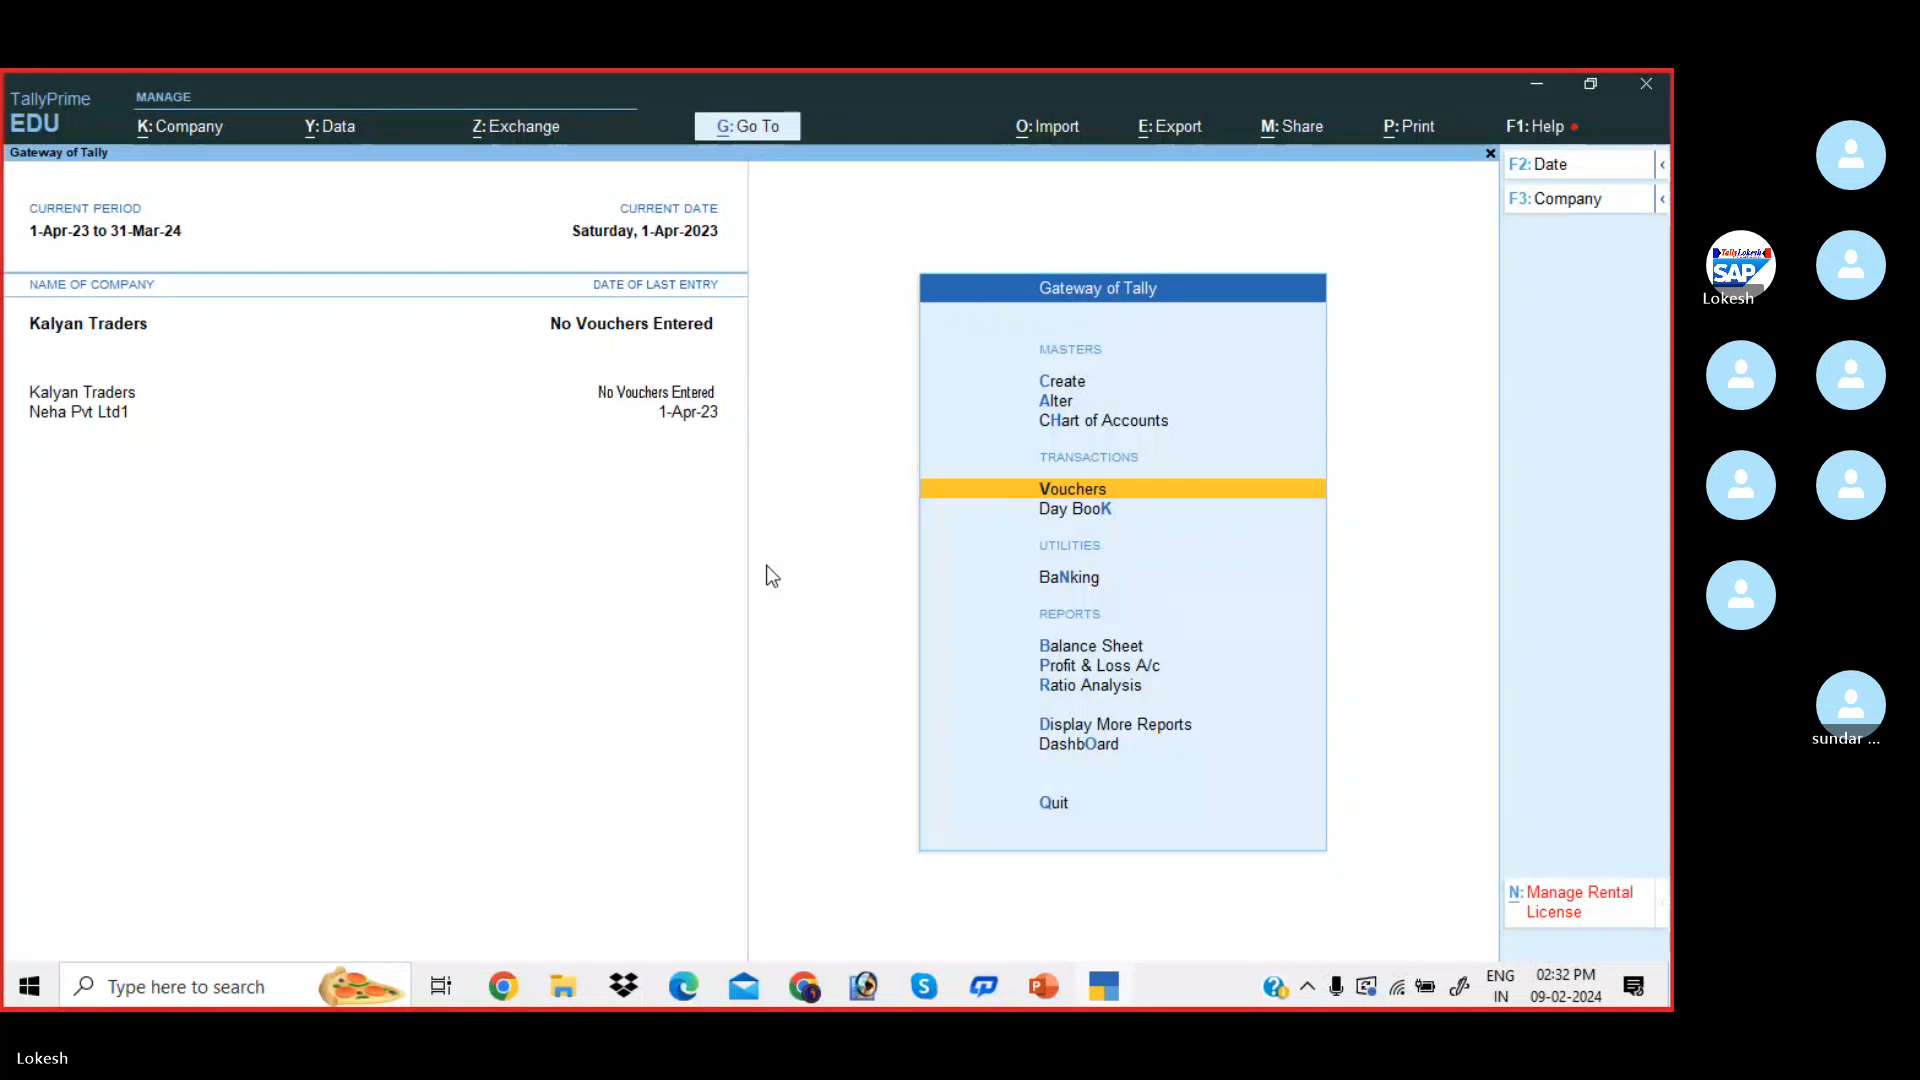 TallyPrime
EDU
MANAGE
K: Company
Y: Data
Z: Exchange
G: Go To
O: Import
E: Export
M: Share
P: Print
F1: Help
Gateway of Tally
F2: Date
F3: Company
CURRENT PERIOD
CURRENT DATE
1-Apr-23 to 31-Mar-24
Saturday, 1-Apr-2023
NAME OF COMPANY
DATE OF LAST ENTRY
Kalyan Traders
No Vouchers Entered
Kalyan Traders
No Vouchers Entered
Neha Pvt Ltd1
1-Apr-23
Gateway of Tally
MASTERS
Create
Alter
CHart of Accounts
TRANSACTIONS
Vouchers
Day BooK
UTILITIES
BaNking
REPORTS
Balance Sheet
Profit & Loss A/c
Ratio Analysis
Display More Reports
DashbOard
Quit
N: Manage Rental
License
Type here to search
ENG
IN
02:32 PM
09-02-2024
TallyLokesh
SAP
Lokesh
sundar ...
Lokesh